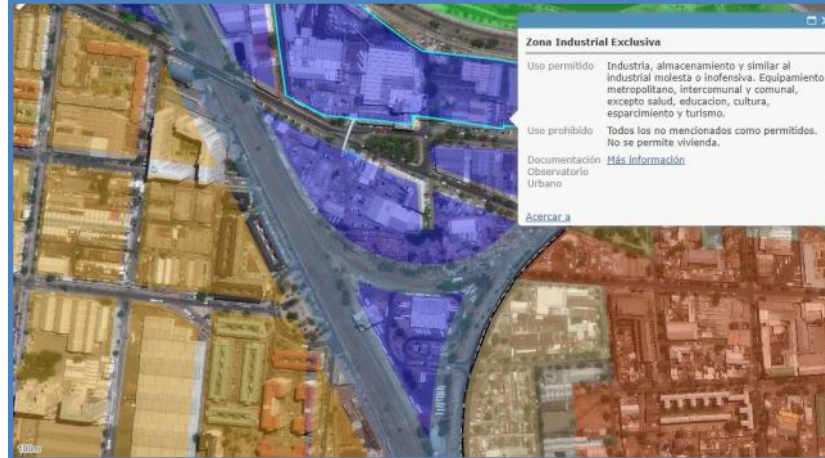 Zona Industrial Exclusiva
Uso permitido
Industria, almacenamiento y similar al
industrial molesta o inofensiva. Equipamiento
metropolitano, intercomunal y comunal,
excepto salud, educacion, cultura,
esparcimiento y turismo.
Uso prohibido
Todos los no mencionados como permitidos.
No se permite vivienda.
Documentación
Observatorio
Urbano
Más información
Acercar a
100m